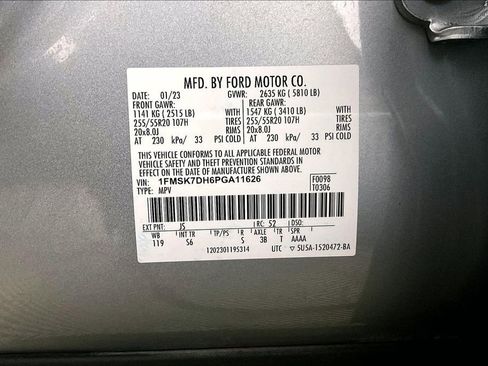 MFD. BY FORD MOTOR CO.
DATE: 01/23 GVWR: 2635 KG ( 5810 LB)
FRONT GAWR: REAR GAWR:
1141 KG ( 2515 LB) WITH 1547 KG ( 3410 LB) WITH
255/55R20 107H TIRES 255/55R20 107H TIRES
20x8.0J RIMS 20x8.0J RIMS
AT 230 kPa/ 33 PSI COLD AT 230 kPa/ 33 PSI COLD
THIS VEHICLE CONFORMS TO ALL APPLICABLE FEDERAL MOTOR
VEHICLE SAFETY AND THEFT PREVENTION STANDARDS IN
EFFECT ON THE DATE OF MANUFACTURE SHOWN ABOVE.
VIN: 1FMSK7DH6PGA11626 F0098
TYPE: MPV T0306
EXT PNT: JS RC: 52 DSO:
WB INT TR TP/PS R AXLE TR SPR
119 S6 S 3B T AAAA
1202301195314 UTC 5U5A-1520472-BA